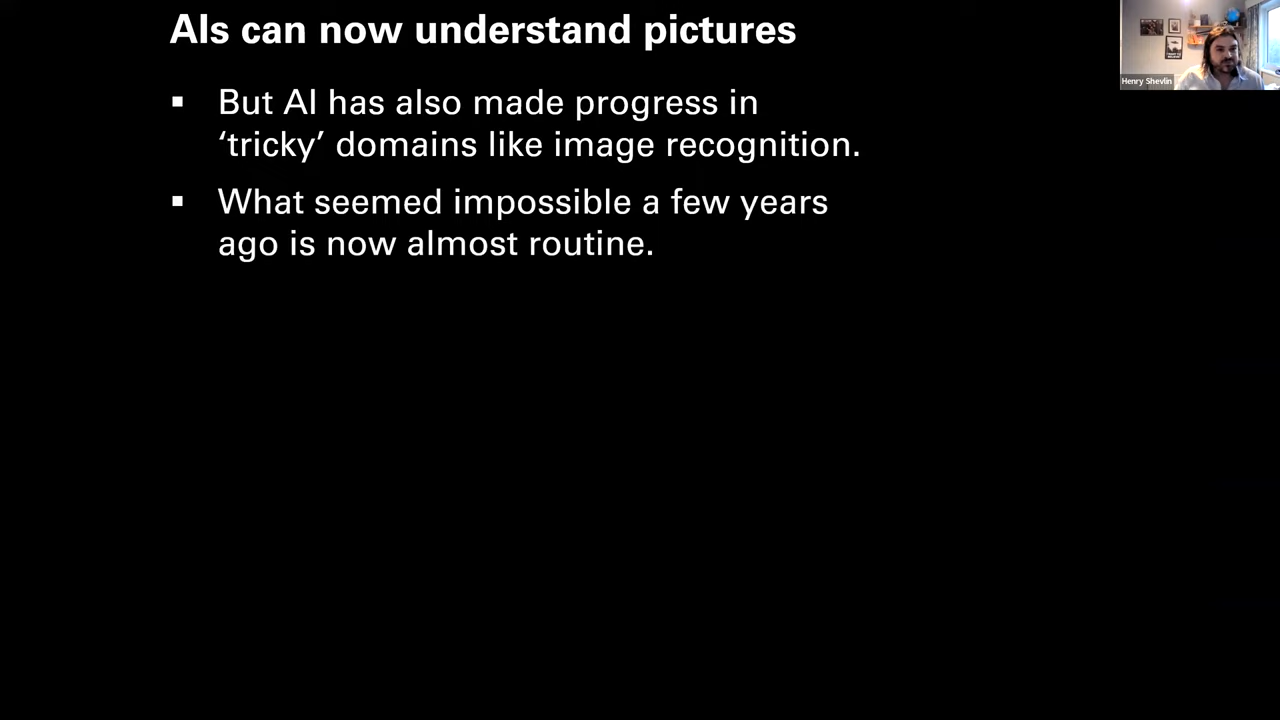 AIs can now understand pictures
▪ But AI has also made progress in
‘tricky’ domains like image recognition.
▪ What seemed impossible a few years
ago is now almost routine.
Henry Shevlin